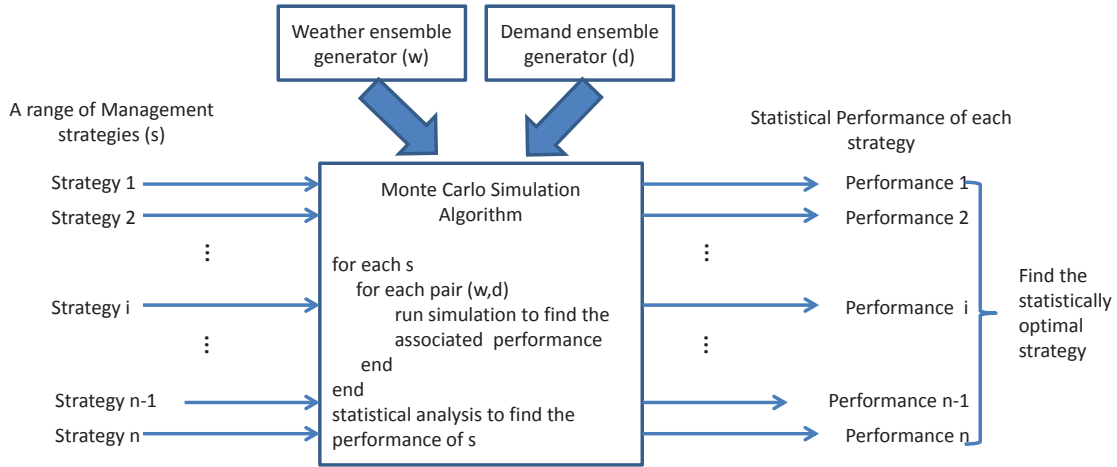 Weather ensemble
generator (w)
Demand ensemble
generator (d)
A range of Management
strategies (s)
Statistical Performance of each
strategy
Strategy 1
Strategy 2
⋮
Strategy i
⋮
Strategy n-1
Strategy n
Monte Carlo Simulation
Algorithm
for each s
for each pair (w,d)
run simulation to find the
associated performance
end
end
statistical analysis to find the
performance of s
Performance 1
Performance 2
⋮
Performance i
⋮
Performance n-1
Performance n
Find the
statistically
optimal
strategy